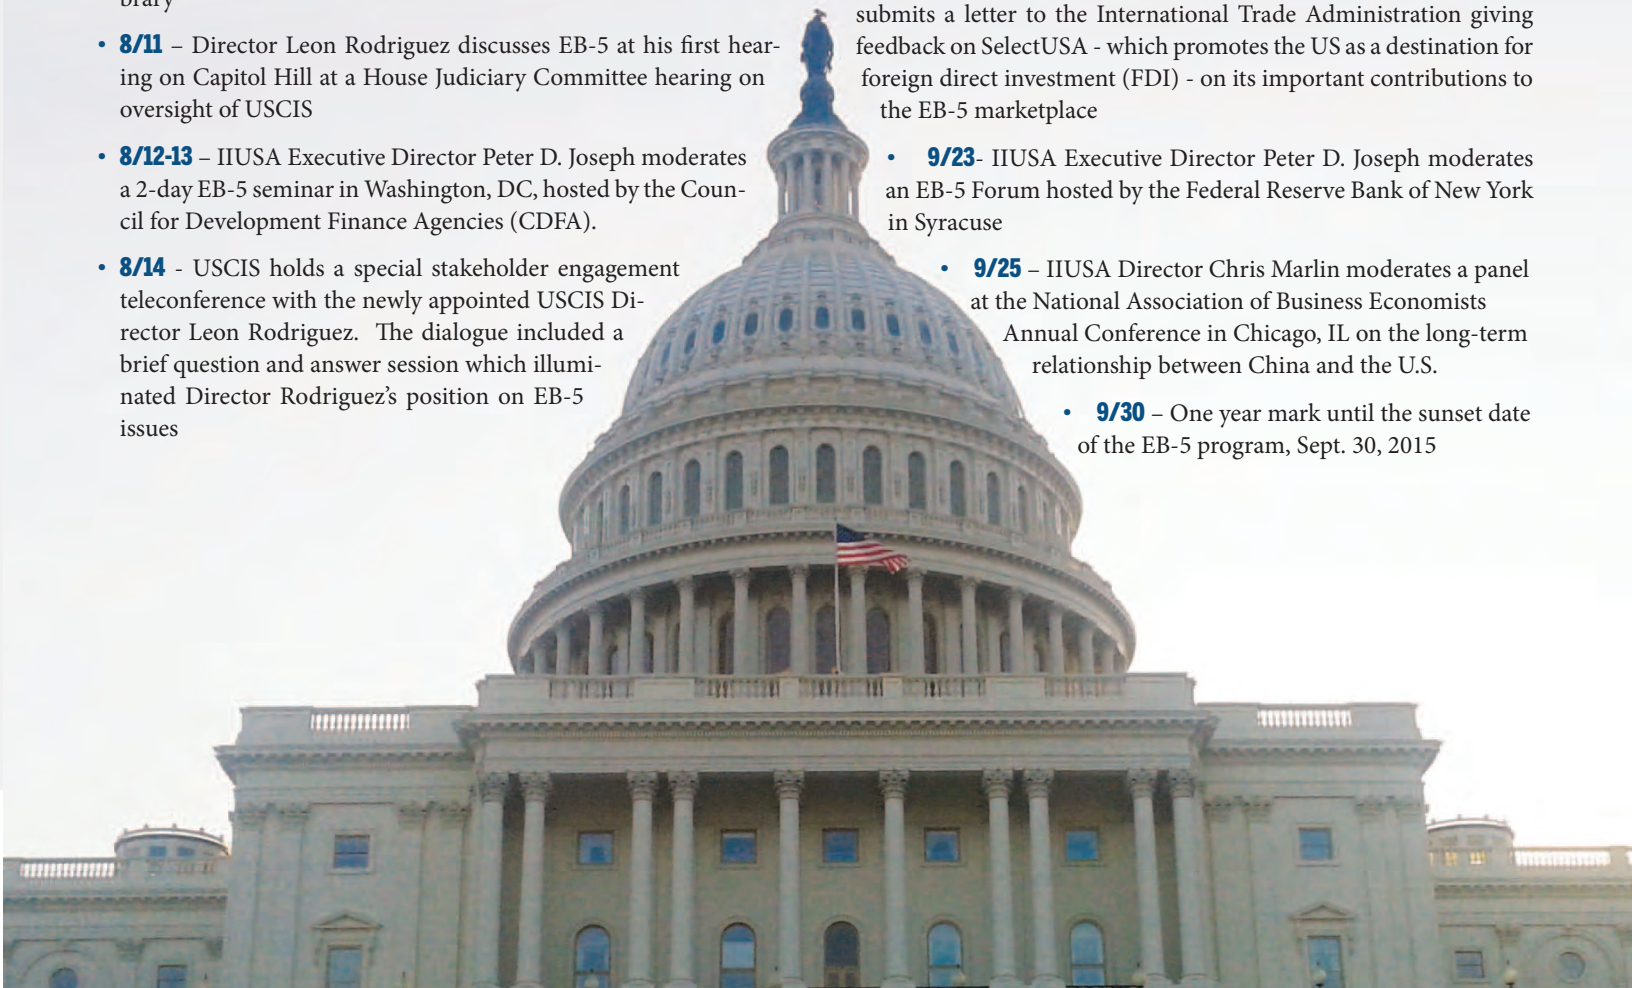 brary
• 8/11 – Director Leon Rodriguez discusses EB-5 at his first hear-
ing on Capitol Hill at a House Judiciary Committee hearing on
oversight of USCIS
• 8/12-13 – IIUSA Executive Director Peter D. Joseph moderates
a 2-day EB-5 seminar in Washington, DC, hosted by the Coun-
cil for Development Finance Agencies (CDFA).
• 8/14 - USCIS holds a special stakeholder engagement
teleconference with the newly appointed USCIS Di-
rector Leon Rodriguez. The dialogue included a
brief question and answer session which illumi-
nated Director Rodriguez’s position on EB-5
issues
submits a letter to the International Trade Administration giving
feedback on SelectUSA - which promotes the US as a destination for
foreign direct investment (FDI) - on its important contributions to
the EB-5 marketplace
• 9/23- IIUSA Executive Director Peter D. Joseph moderates
an EB-5 Forum hosted by the Federal Reserve Bank of New York
in Syracuse
• 9/25 – IIUSA Director Chris Marlin moderates a panel
at the National Association of Business Economists
Annual Conference in Chicago, IL on the long-term
relationship between China and the U.S.
• 9/30 – One year mark until the sunset date
of the EB-5 program, Sept. 30, 2015